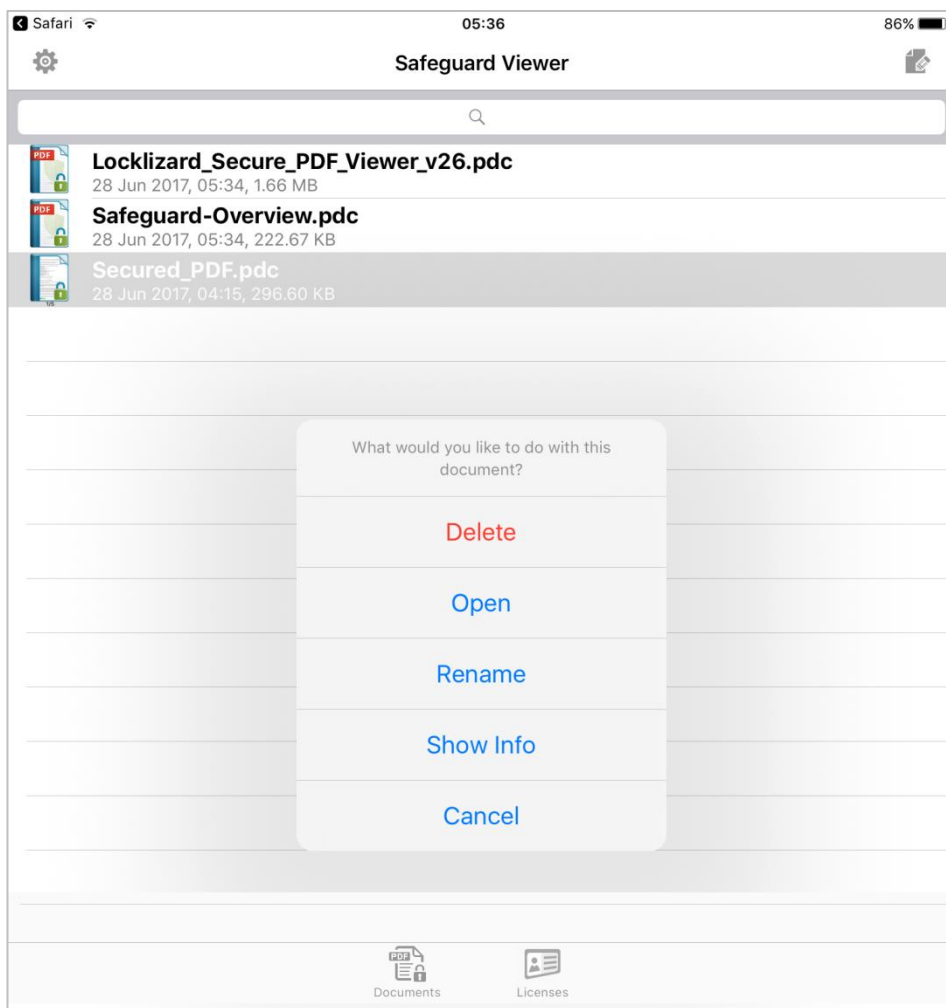 Safari 05:36 86%
Safeguard Viewer
PDF
Locklizard_Secure_PDF_Viewer_v26.pdc
28 Jun 2017, 05:34, 1.66 MB
PDF
Safeguard-Overview.pdc
28 Jun 2017, 05:34, 222.67 KB
Secured_PDF.pdc
28 Jun 2017, 04:15, 296.60 KB
1/5
What would you like to do with this
document?
Delete
Open
Rename
Show Info
Cancel
PDF
Documents Licenses